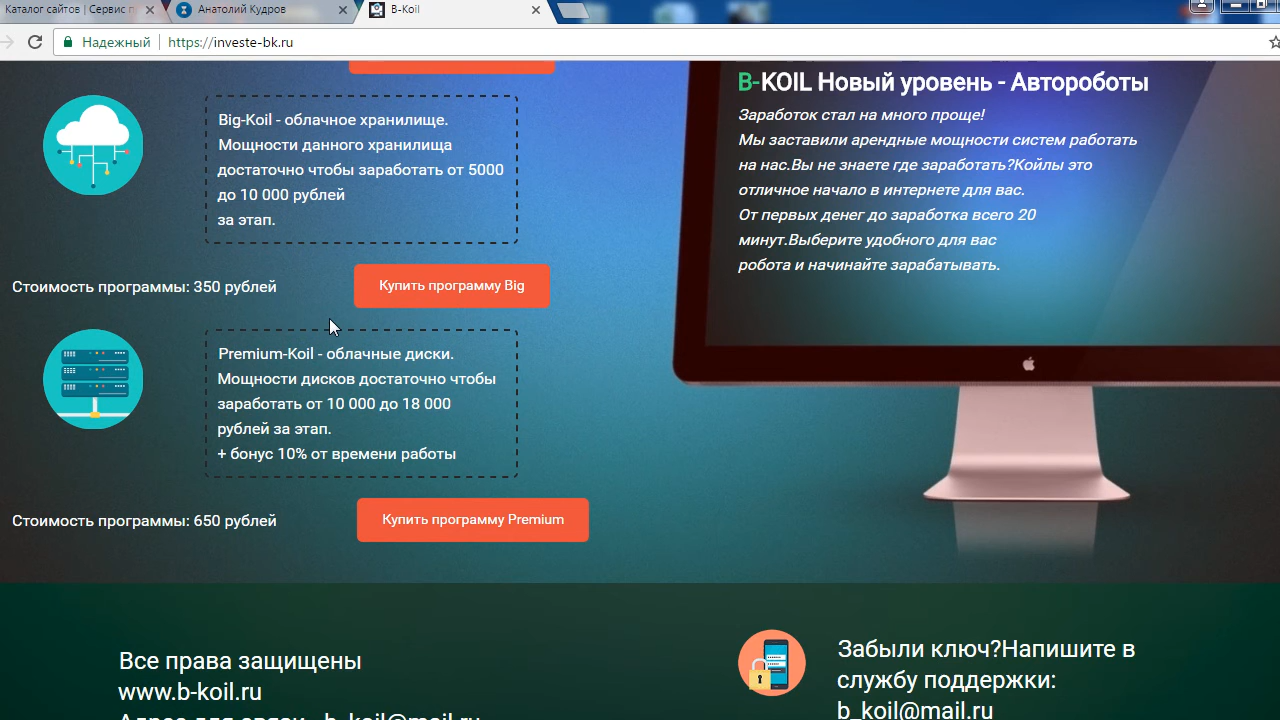 Каталог сайтов | Сервис п
Анатолий Кудров
B-Koil
Надежный
https://investe-bk.ru
Big-Koil - облачное хранилище.
Мощности данного хранилища
достаточно чтобы заработать от 5000
до 10 000 рублей
за этап.
Стоимость программы: 350 рублей
Купить программу Big
Premium-Koil - облачные диски.
Мощности дисков достаточно чтобы
заработать от 10 000 до 18 000
рублей за этап.
+ бонус 10% от времени работы
Стоимость программы: 650 рублей
Купить программу Premium
B-KOIL Новый уровень - Автороботы
Заработок стал на много проще!
Мы заставили арендные мощности систем работать
на нас.Вы не знаете где заработать?Койлы это
отличное начало в интернете для вас.
От первых денег до заработка всего 20
минут.Выберите удобного для вас
робота и начинайте зарабатывать.
Все права защищены
www.b-koil.ru
Адрес для связи - b_koil@mail.ru
Забыли ключ?Напишите в
службу поддержки:
b_koil@mail.ru